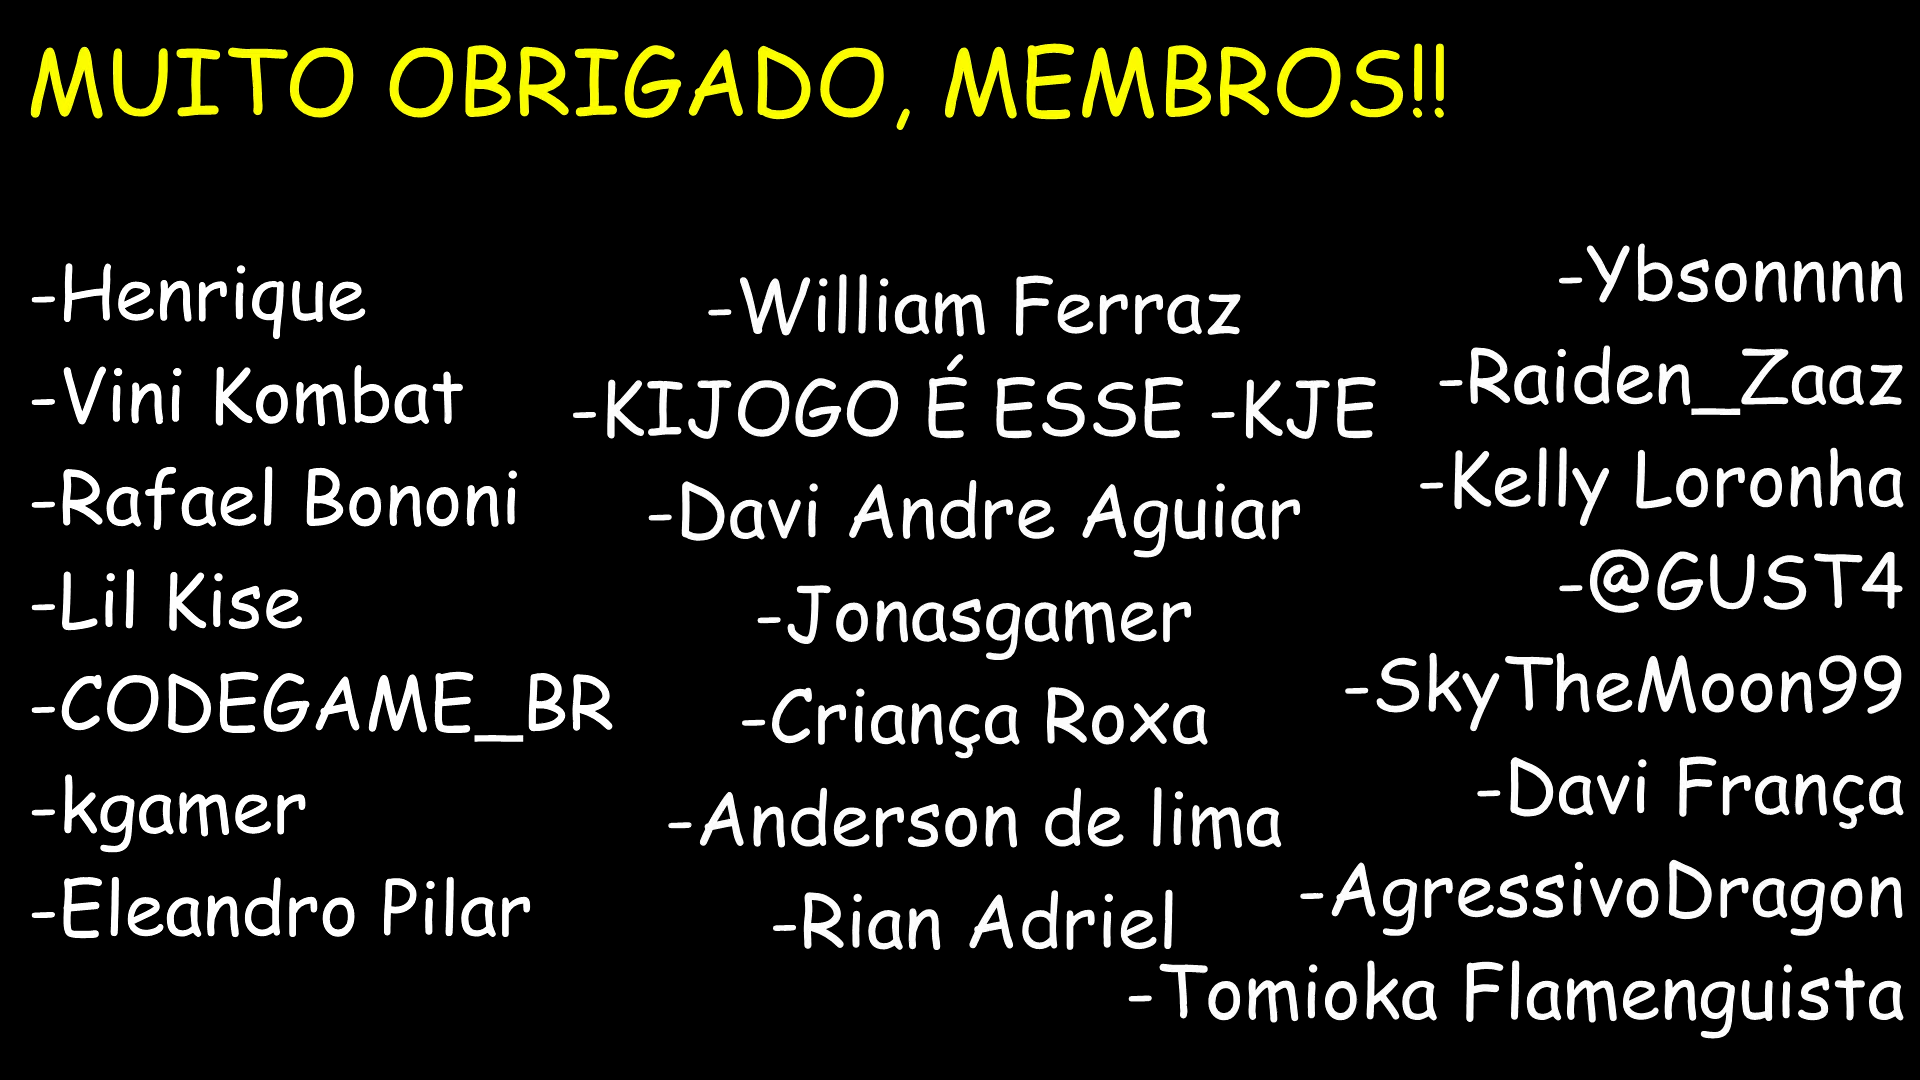 MUITO OBRIGADO, MEMBROS!!
-Henrique
-Vini Kombat
-Rafael Bononi
-Lil Kise
-CODEGAME_BR
-kgamer
-Eleandro Pilar
-William Ferraz
-KIJOGO É ESSE -KJE
-Davi Andre Aguiar
-Jonasgamer
-Criança Roxa
-Anderson de lima
-Rian Adriel
-Ybsonnnn
-Raiden_Zaaz
-Kelly Loronha
-@GUST4
-SkyTheMoon99
-Davi França
-AgressivoDragon
-Tomioka Flamenguista